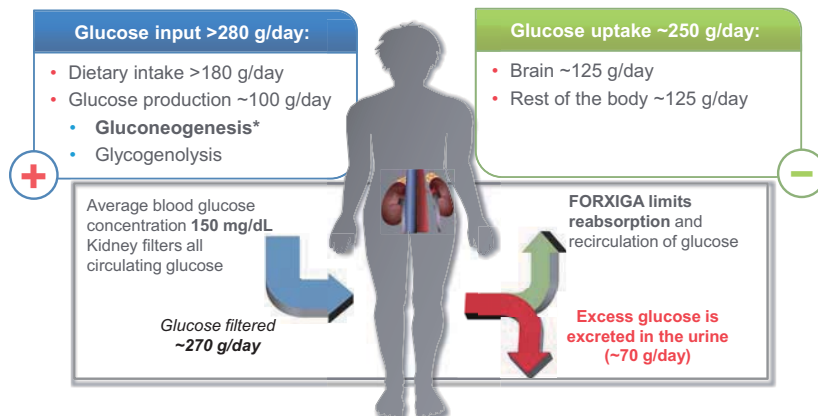 Glucose input >280 g/day:
• Dietary intake >180 g/day
• Glucose production ~100 g/day
• Gluconeogenesis*
• Glycogenolysis
+
Glucose uptake ~250 g/day:
• Brain ~125 g/day
• Rest of the body ~125 g/day
−
Average blood glucose
concentration 150 mg/dL
Kidney filters all
circulating glucose
Glucose filtered
~270 g/day
FORXIGA limits
reabsorption and
recirculation of glucose
Excess glucose is
excreted in the urine
(~70 g/day)